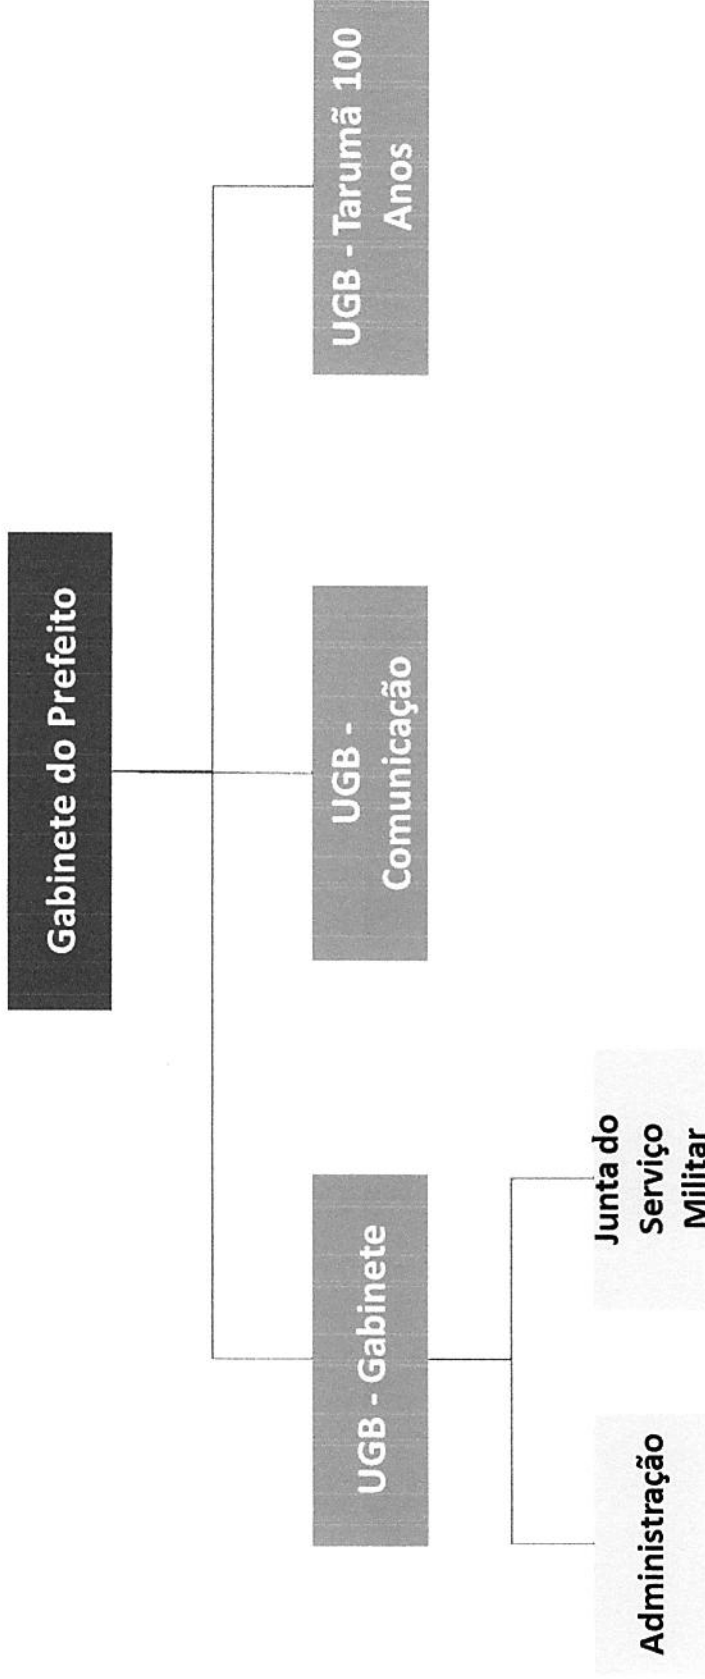 Gabinete do Prefeito
UGB - Gabinete
UGB -
Comunicação
UGB - Tarumã 100
Anos
Administração
Junta do
Serviço
Militar